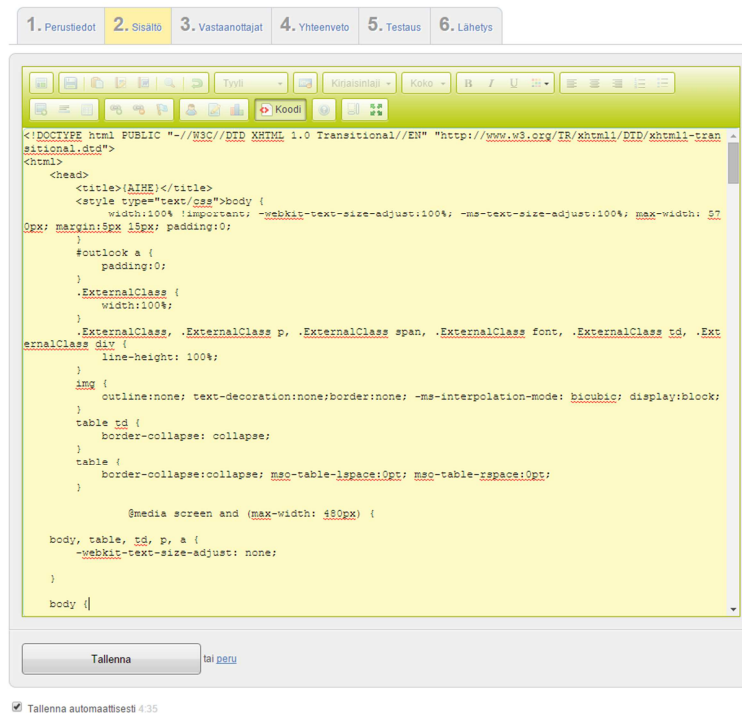 1. Perustiedot 2. Sisältö 3. Vastaanottajat 4. Yhteenveto 5. Testaus 6. Lähetys
Tyyli Kirjaisinlaji Koko B I U
Koodi
<!DOCTYPE html PUBLIC "-//W3C//DTD XHTML 1.0 Transitional//EN" "http://www.w3.org/TR/xhtml1/DTD/xhtml1-tran
sitional.dtd">
<html>
<head>
<title>{AIHE}</title>
<style type="text/css">body {
width:100% !important; -webkit-text-size-adjust:100%; -ms-text-size-adjust:100%; max-width: 57
0px; margin:5px 15px; padding:0;
}
#outlook a {
padding:0;
}
.ExternalClass {
width:100%;
}
.ExternalClass, .ExternalClass p, .ExternalClass span, .ExternalClass font, .ExternalClass td, .Ext
ernalClass div {
line-height: 100%;
}
img {
outline:none; text-decoration:none;border:none; -ms-interpolation-mode: bicubic; display:block;
}
table td {
border-collapse: collapse;
}
table {
border-collapse:collapse; mso-table-lspace:0pt; mso-table-rspace:0pt;
}
@media screen and (max-width: 480px) {
body, table, td, p, a {
-webkit-text-size-adjust: none;
}
body {
Tallenna tai peru
Tallenna automaattisesti 4:35